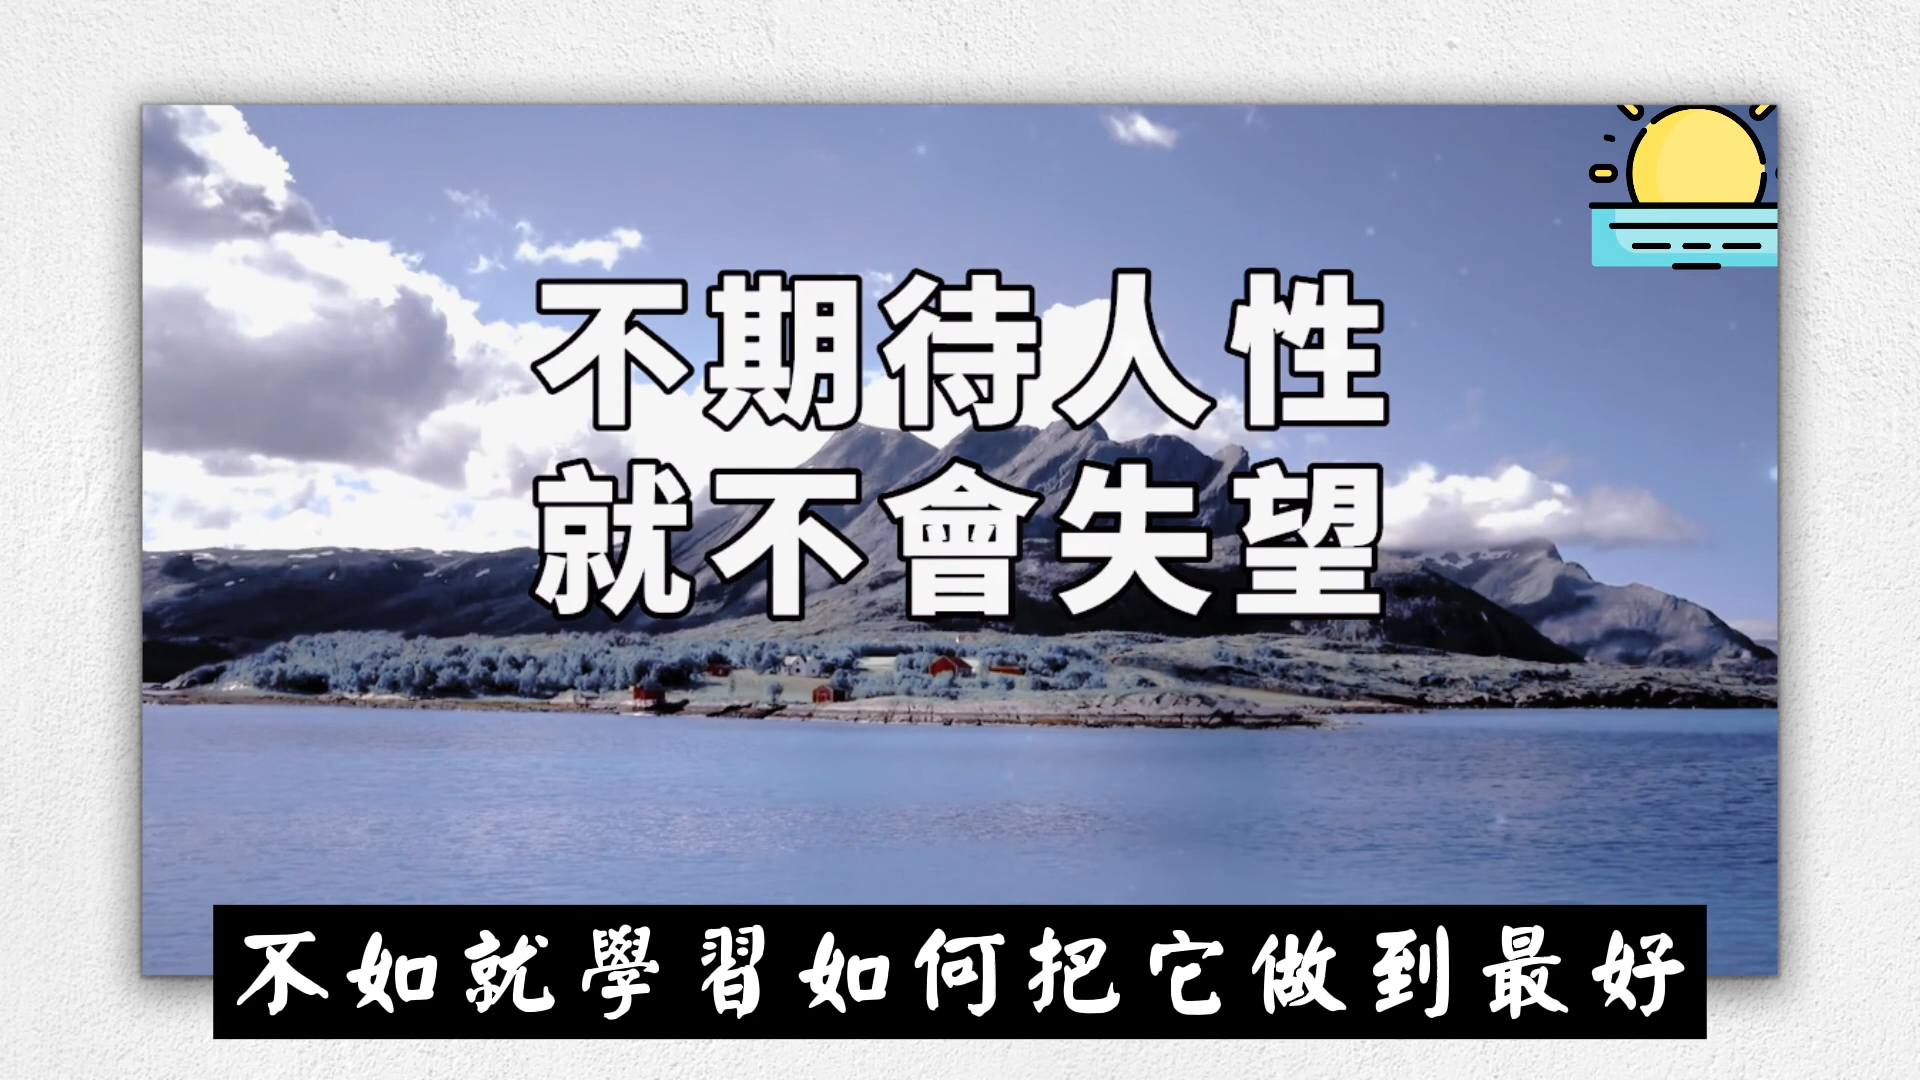 不期待人性
就不會失望
不如就學習如何把它做到最好